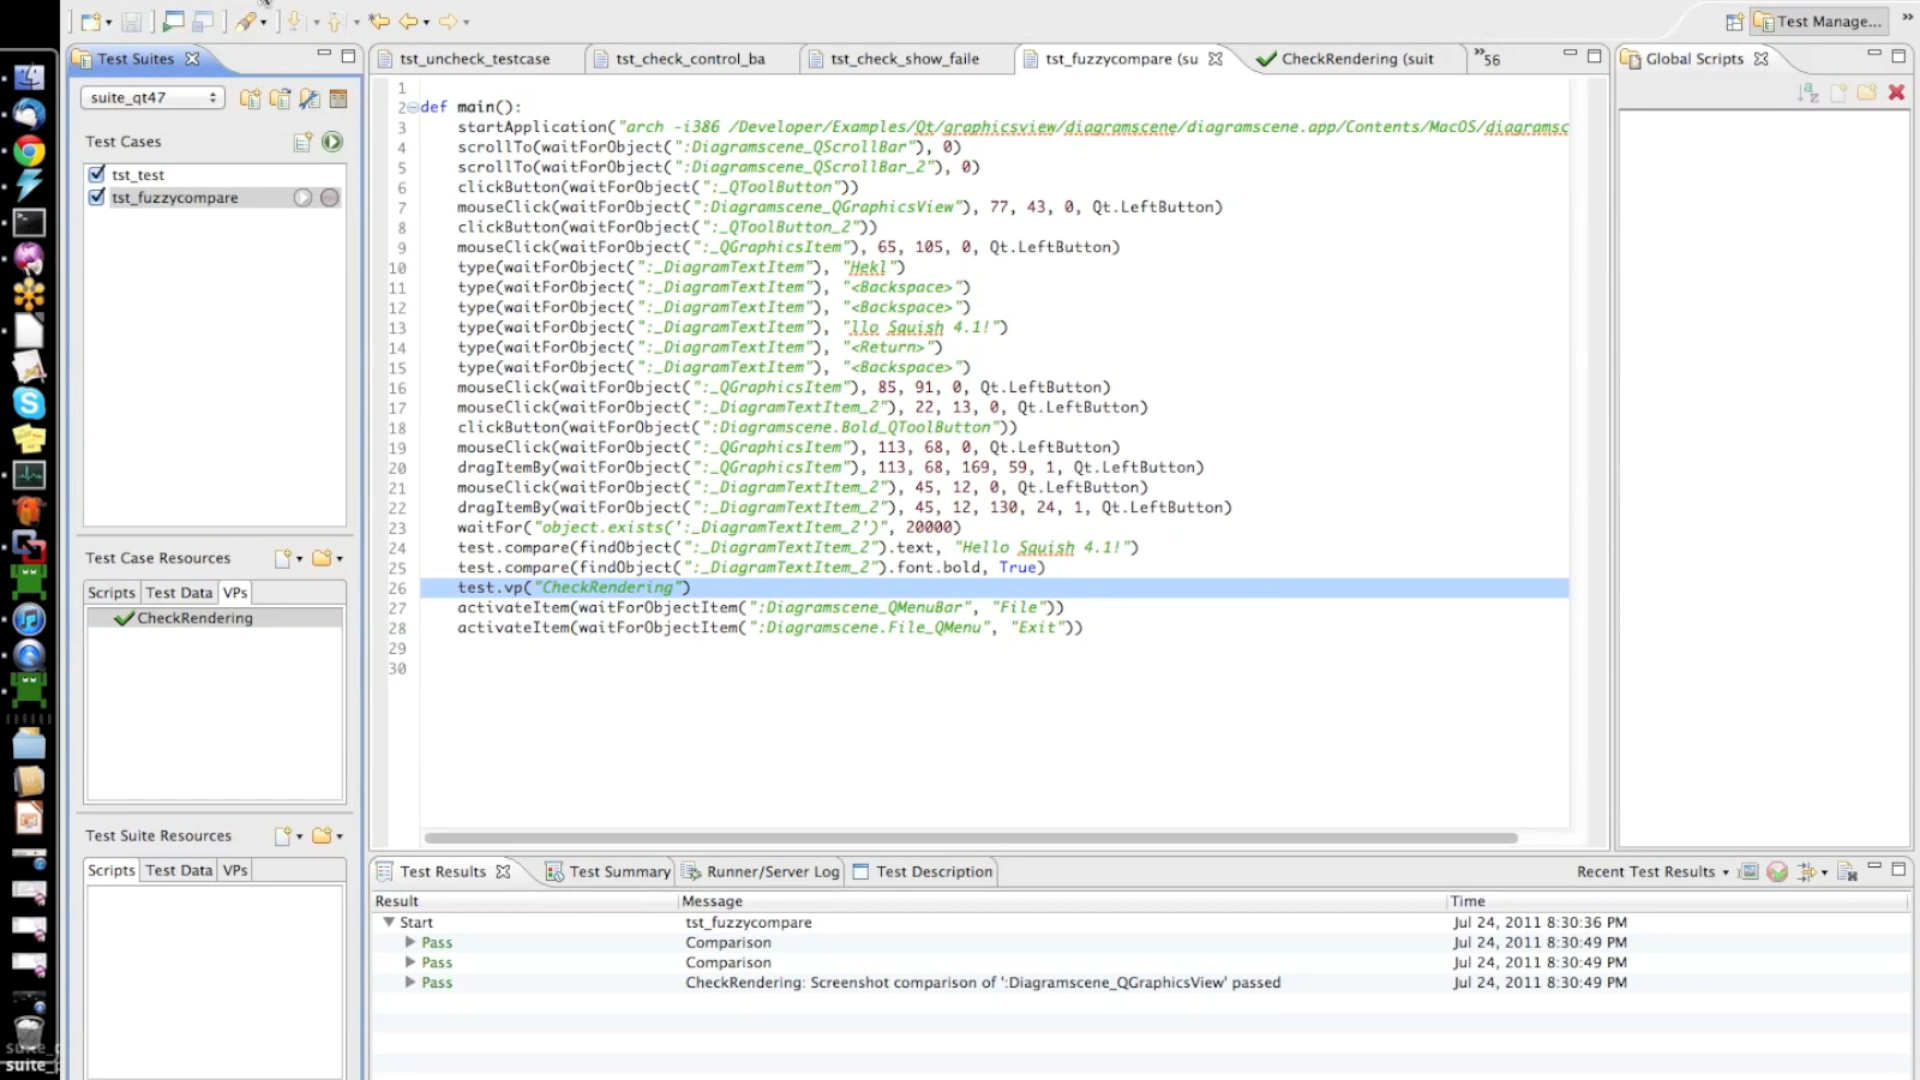 Test Manage...
Test Suites
tst_uncheck_testcase
tst_check_control_ba
tst_check_show_faile
tst_fuzzycompare (su
CheckRendering (suit
56
Global Scripts
suite_qt47
Test Cases
tst_test
tst_fuzzycompare
1
2 def main():
3 startApplication("arch -i386 /Developer/Examples/Qt/graphicsview/diagramscene/diagramscene.app/Contents/MacOS/diagramsc
4 scrollTo(waitForObject(":Diagramscene_QScrollBar"), 0)
5 scrollTo(waitForObject(":Diagramscene_QScrollBar_2"), 0)
6 clickButton(waitForObject(":_QToolButton"))
7 mouseClick(waitForObject(":Diagramscene_QGraphicsView"), 77, 43, 0, Qt.LeftButton)
8 clickButton(waitForObject(":_QToolButton_2"))
9 mouseClick(waitForObject(":_QGraphicsItem"), 65, 105, 0, Qt.LeftButton)
10 type(waitForObject(":_DiagramTextItem"), "Hekl")
11 type(waitForObject(":_DiagramTextItem"), "<Backspace>")
12 type(waitForObject(":_DiagramTextItem"), "<Backspace>")
13 type(waitForObject(":_DiagramTextItem"), "llo Squish 4.1!")
14 type(waitForObject(":_DiagramTextItem"), "<Return>")
15 type(waitForObject(":_DiagramTextItem"), "<Backspace>")
16 mouseClick(waitForObject(":_QGraphicsItem"), 85, 91, 0, Qt.LeftButton)
17 mouseClick(waitForObject(":_DiagramTextItem_2"), 22, 13, 0, Qt.LeftButton)
18 clickButton(waitForObject(":Diagramscene.Bold_QToolButton"))
19 mouseClick(waitForObject(":_QGraphicsItem"), 113, 68, 0, Qt.LeftButton)
20 dragItemBy(waitForObject(":_QGraphicsItem"), 113, 68, 169, 59, 1, Qt.LeftButton)
21 mouseClick(waitForObject(":_DiagramTextItem_2"), 45, 12, 0, Qt.LeftButton)
22 dragItemBy(waitForObject(":_DiagramTextItem_2"), 45, 12, 130, 24, 1, Qt.LeftButton)
23 waitFor("object.exists(':_DiagramTextItem_2')", 20000)
24 test.compare(findObject(":_DiagramTextItem_2").text, "Hello Squish 4.1!")
25 test.compare(findObject(":_DiagramTextItem_2").font.bold, True)
26 test.vp("CheckRendering")
27 activateItem(waitForObjectItem(":Diagramscene_QMenuBar", "File"))
28 activateItem(waitForObjectItem(":Diagramscene.File_QMenu", "Exit"))
29
30
Test Case Resources
Scripts Test Data VPs
CheckRendering
Test Suite Resources
Scripts Test Data VPs
Test Results
Test Summary
Runner/Server Log
Test Description
Recent Test Results
Result Message Time
Start tst_fuzzycompare Jul 24, 2011 8:30:36 PM
Pass Comparison Jul 24, 2011 8:30:49 PM
Pass Comparison Jul 24, 2011 8:30:49 PM
Pass CheckRendering: Screenshot comparison of ':Diagramscene_QGraphicsView' passed Jul 24, 2011 8:30:49 PM